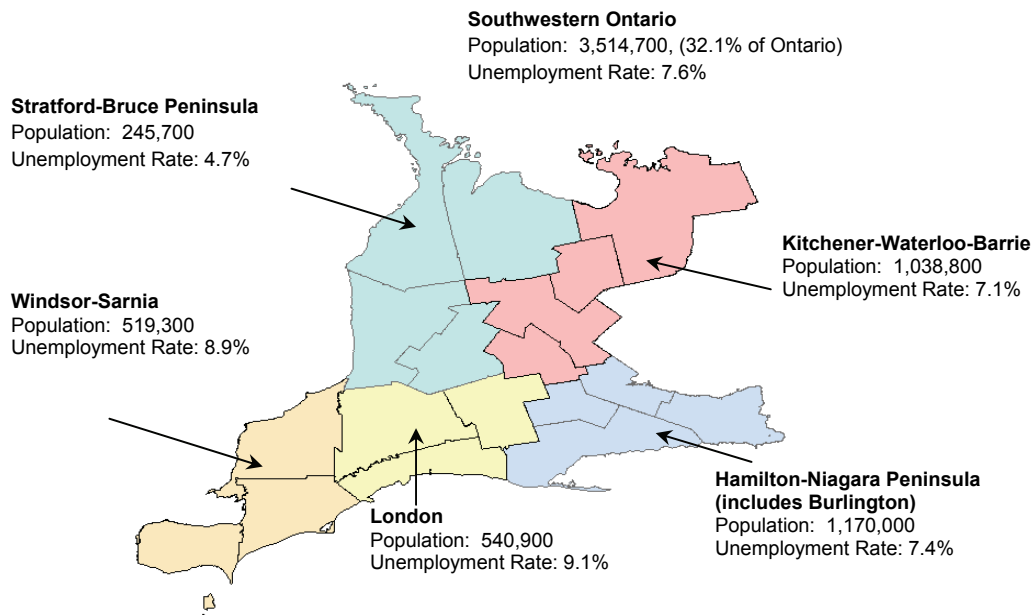 Southwestern Ontario
Population: 3,514,700, (32.1% of Ontario)
Unemployment Rate: 7.6%
Stratford-Bruce Peninsula
Population: 245,700
Unemployment Rate: 4.7%
Kitchener-Waterloo-Barrie
Population: 1,038,800
Unemployment Rate: 7.1%
Windsor-Sarnia
Population: 519,300
Unemployment Rate: 8.9%
Hamilton-Niagara Peninsula
(includes Burlington)
Population: 1,170,000
Unemployment Rate: 7.4%
London
Population: 540,900
Unemployment Rate: 9.1%